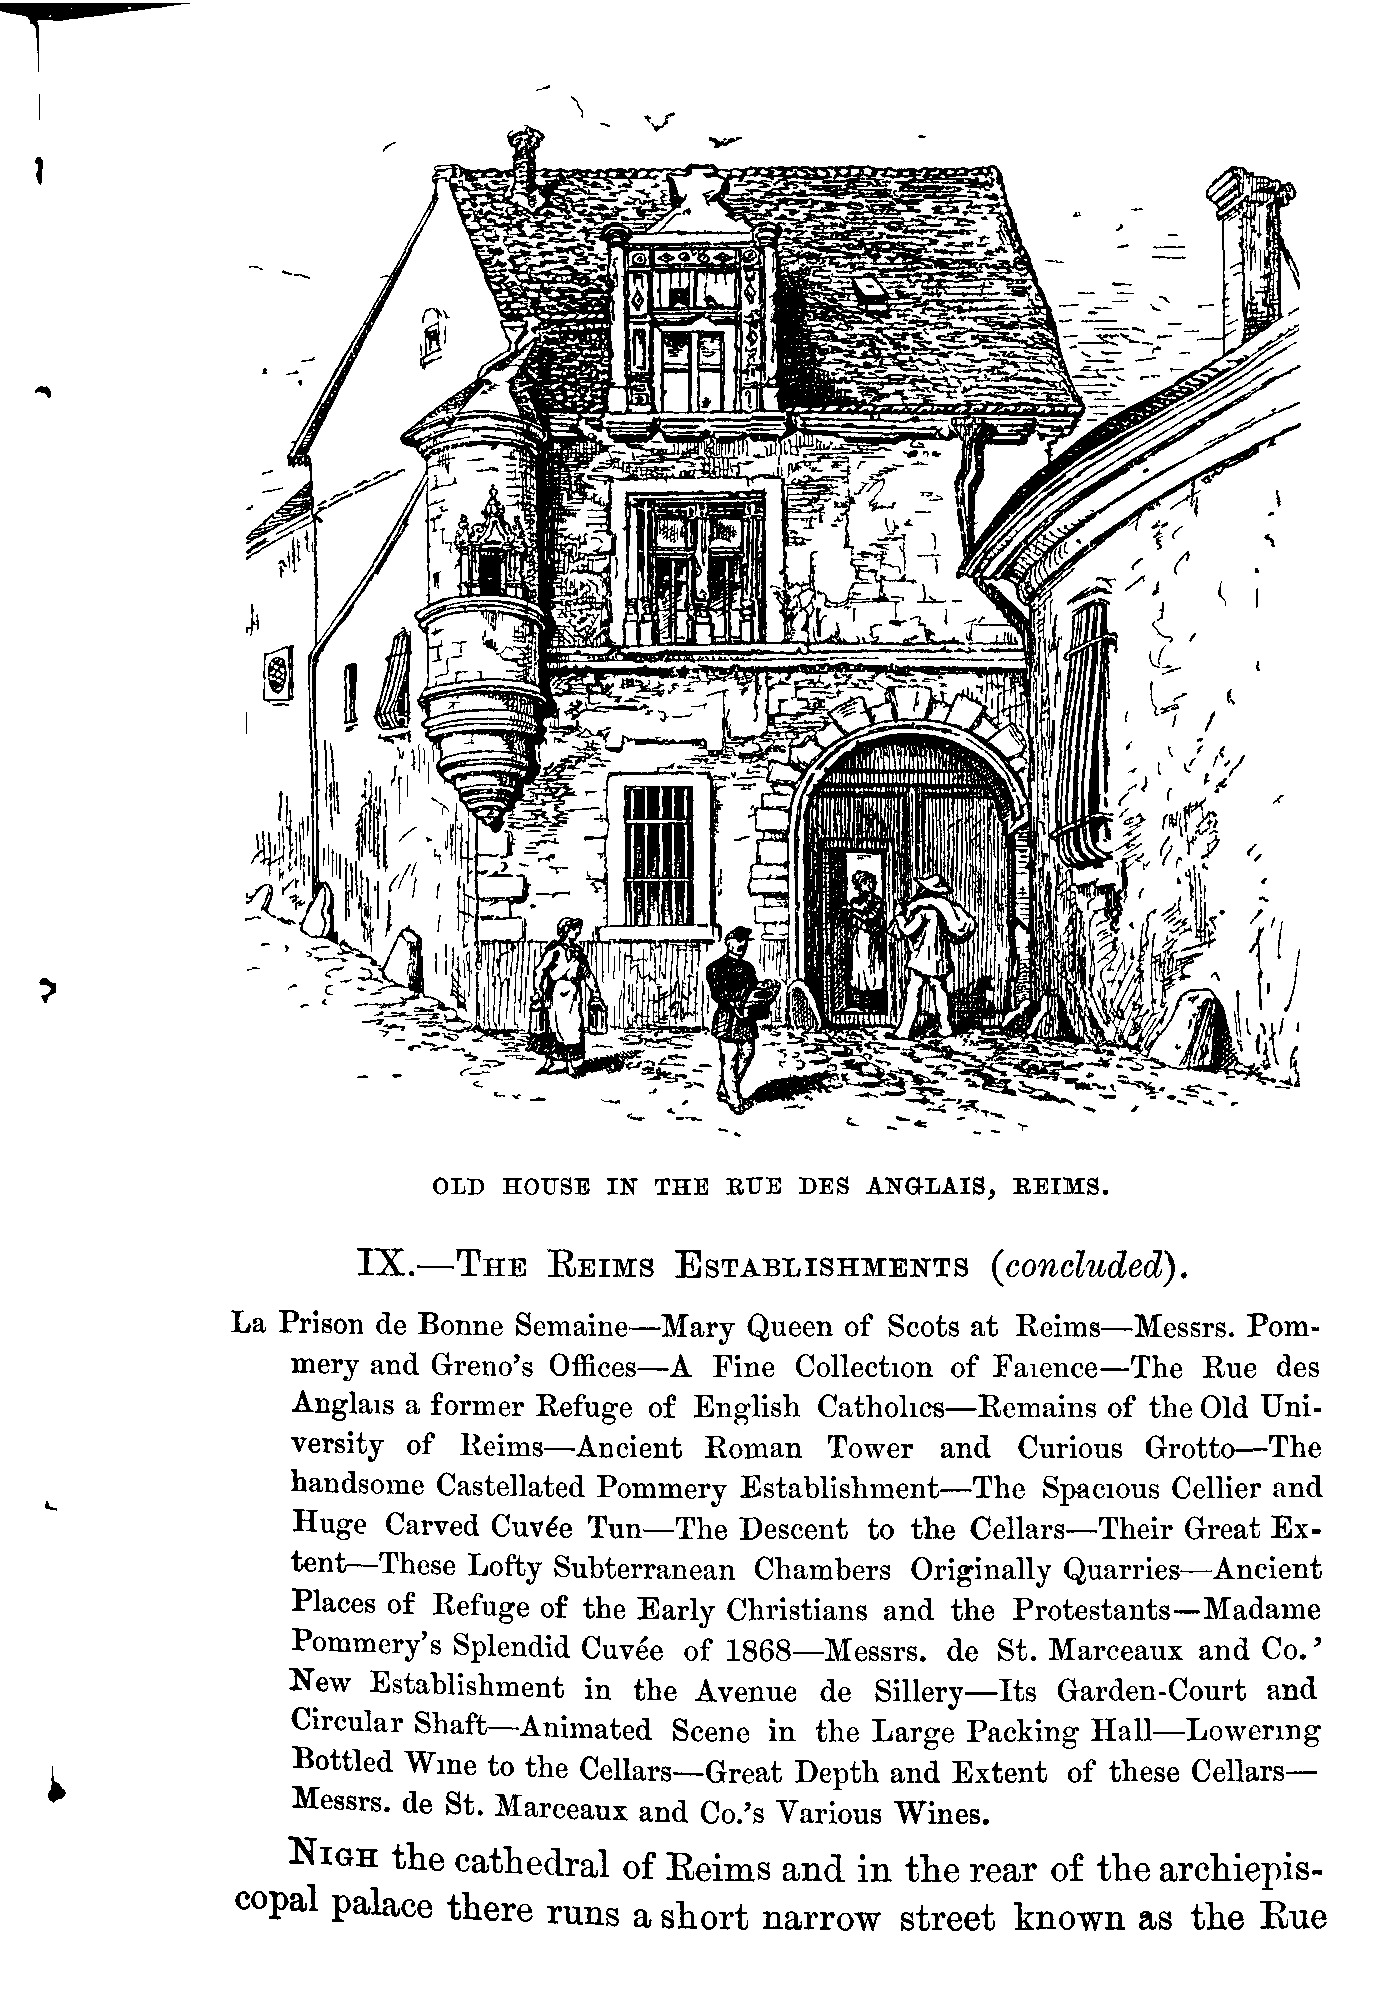 OLD HOUSE IN THE RUE DES ANGLAIS, REIMS.
IX.—THE REIMS ESTABLISHMENTS (concluded).
La Prison de Bonne Semaine—Mary Queen of Scots at Reims—Messrs. Pom-
mery and Greno's Offices—A Fine Collection of Faience—The Rue des
Anglais a former Refuge of English Catholics—Remains of the Old Uni-
versity of Reims—Ancient Roman Tower and Curious Grotto—The
handsome Castellated Pommery Establishment—The Spacious Cellier and
Huge Carved Cuvée Tun—The Descent to the Cellars—Their Great Ex-
tent—These Lofty Subterranean Chambers Originally Quarries—Ancient
Places of Refuge of the Early Christians and the Protestants—Madame
Pommery's Splendid Cuvée of 1868—Messrs. de St. Marceaux and Co.'
New Establishment in the Avenue de Sillery—Its Garden-Court and
Circular Shaft—Animated Scene in the Large Packing Hall—Lowering
Bottled Wine to the Cellars—Great Depth and Extent of these Cellars—
Messrs. de St. Marceaux and Co.'s Various Wines.
NIGH the cathedral of Reims and in the rear of the archiepis-
copal palace there runs a short narrow street known as the Rue